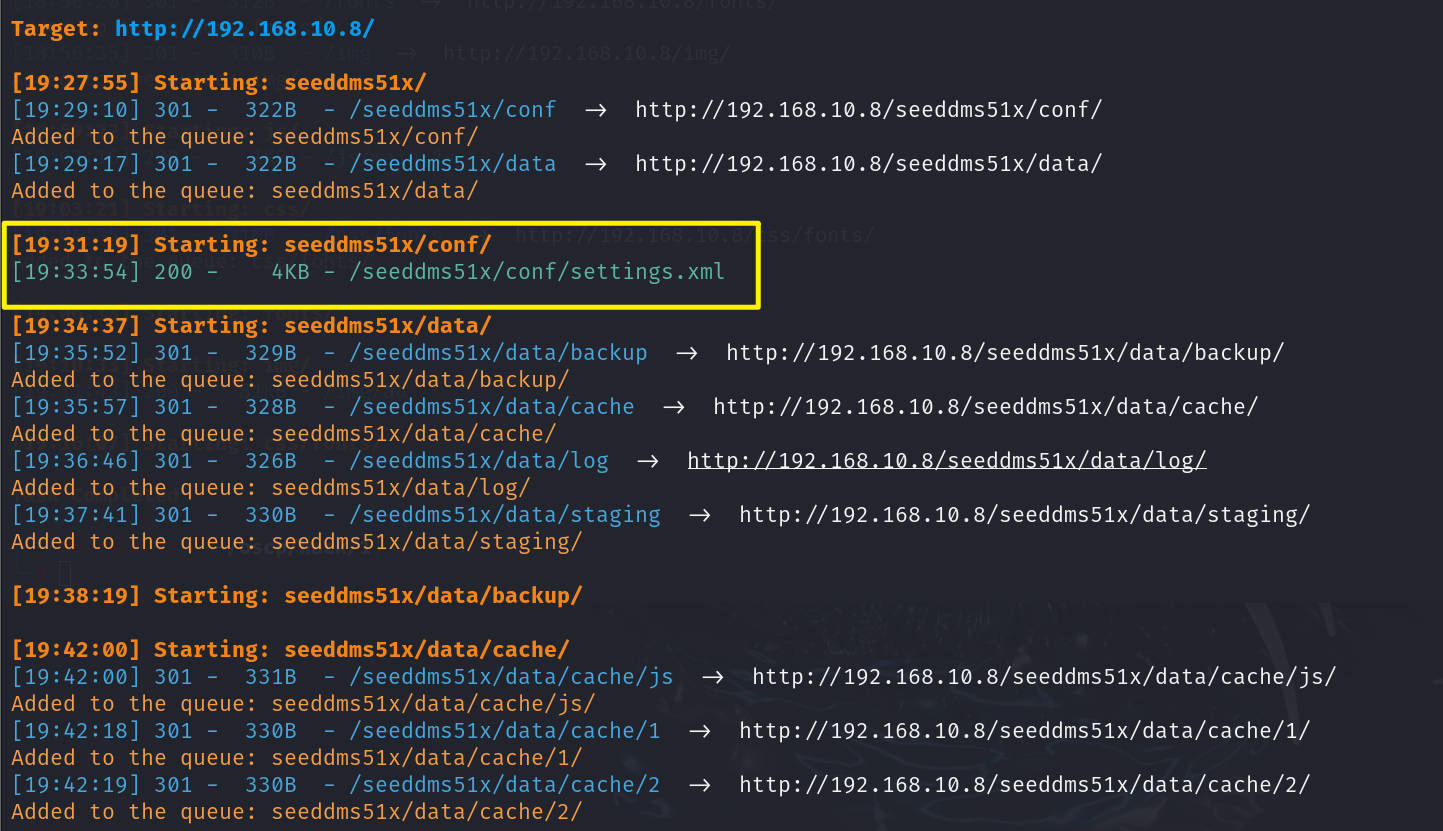 Target: http://192.168.10.8/
[19:27:55] Starting: seeddms51x/
[19:29:10] 301 -  322B  - /seeddms51x/conf  →  http://192.168.10.8/seeddms51x/conf/
Added to the queue: seeddms51x/conf/
[19:29:17] 301 -  322B  - /seeddms51x/data  →  http://192.168.10.8/seeddms51x/data/
Added to the queue: seeddms51x/data/
[19:31:19] Starting: seeddms51x/conf/
[19:33:54] 200 -    4KB - /seeddms51x/conf/settings.xml
[19:34:37] Starting: seeddms51x/data/
[19:35:52] 301 -  329B  - /seeddms51x/data/backup  →  http://192.168.10.8/seeddms51x/data/backup/
Added to the queue: seeddms51x/data/backup/
[19:35:57] 301 -  328B  - /seeddms51x/data/cache  →  http://192.168.10.8/seeddms51x/data/cache/
Added to the queue: seeddms51x/data/cache/
[19:36:46] 301 -  326B  - /seeddms51x/data/log  →  http://192.168.10.8/seeddms51x/data/log/
Added to the queue: seeddms51x/data/log/
[19:37:41] 301 -  330B  - /seeddms51x/data/staging  →  http://192.168.10.8/seeddms51x/data/staging/
Added to the queue: seeddms51x/data/staging/
[19:38:19] Starting: seeddms51x/data/backup/
[19:42:00] Starting: seeddms51x/data/cache/
[19:42:00] 301 -  331B  - /seeddms51x/data/cache/js  →  http://192.168.10.8/seeddms51x/data/cache/js/
Added to the queue: seeddms51x/data/cache/js/
[19:42:18] 301 -  330B  - /seeddms51x/data/cache/1  →  http://192.168.10.8/seeddms51x/data/cache/1/
Added to the queue: seeddms51x/data/cache/1/
[19:42:19] 301 -  330B  - /seeddms51x/data/cache/2  →  http://192.168.10.8/seeddms51x/data/cache/2/
Added to the queue: seeddms51x/data/cache/2/